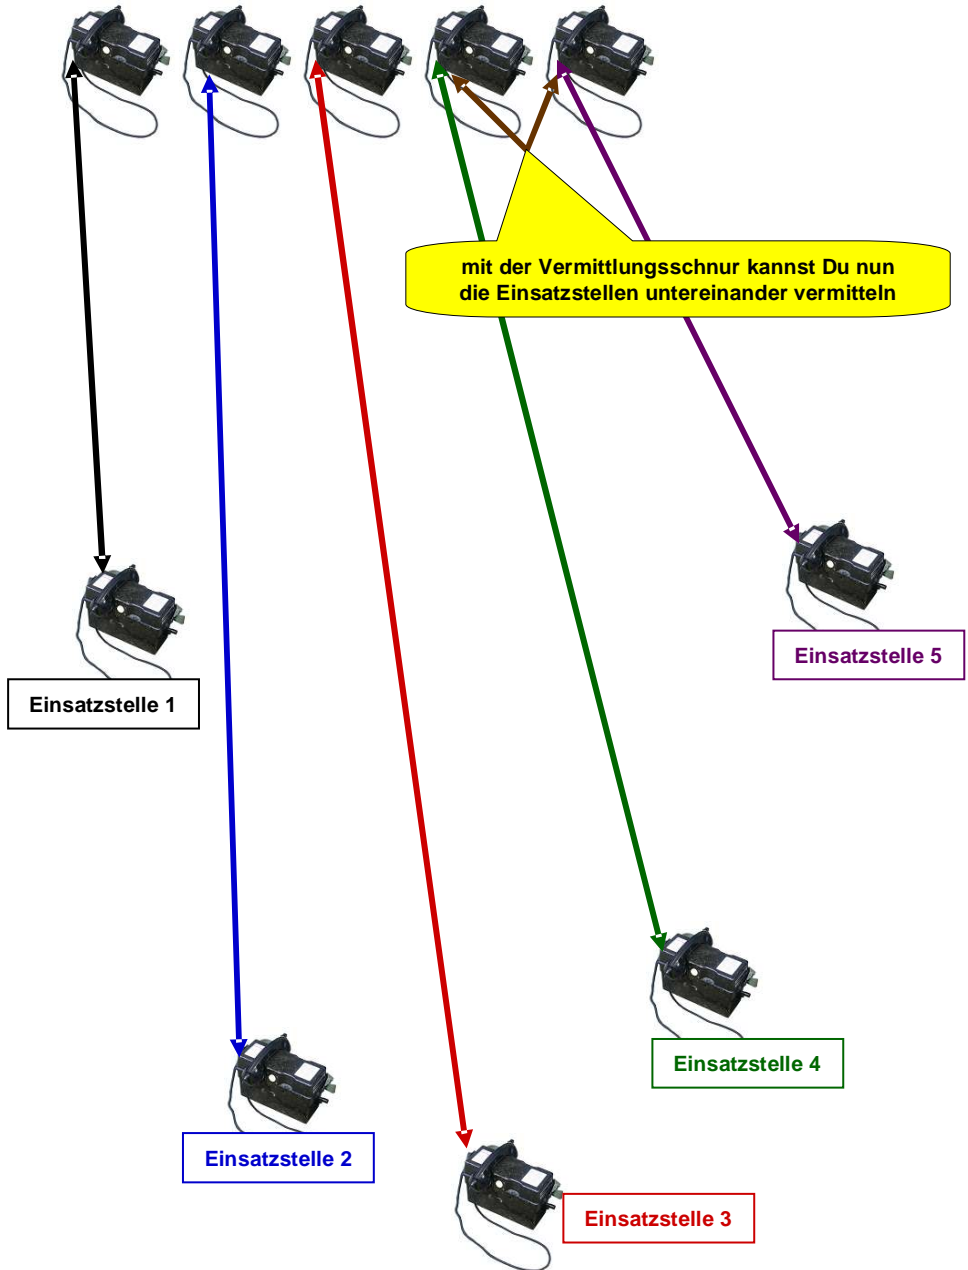 mit der Vermittlungsschnur kannst Du nun
die Einsatzstellen untereinander vermitteln
Einsatzstelle 5
Einsatzstelle 1
Einsatzstelle 4
Einsatzstelle 2
Einsatzstelle 3